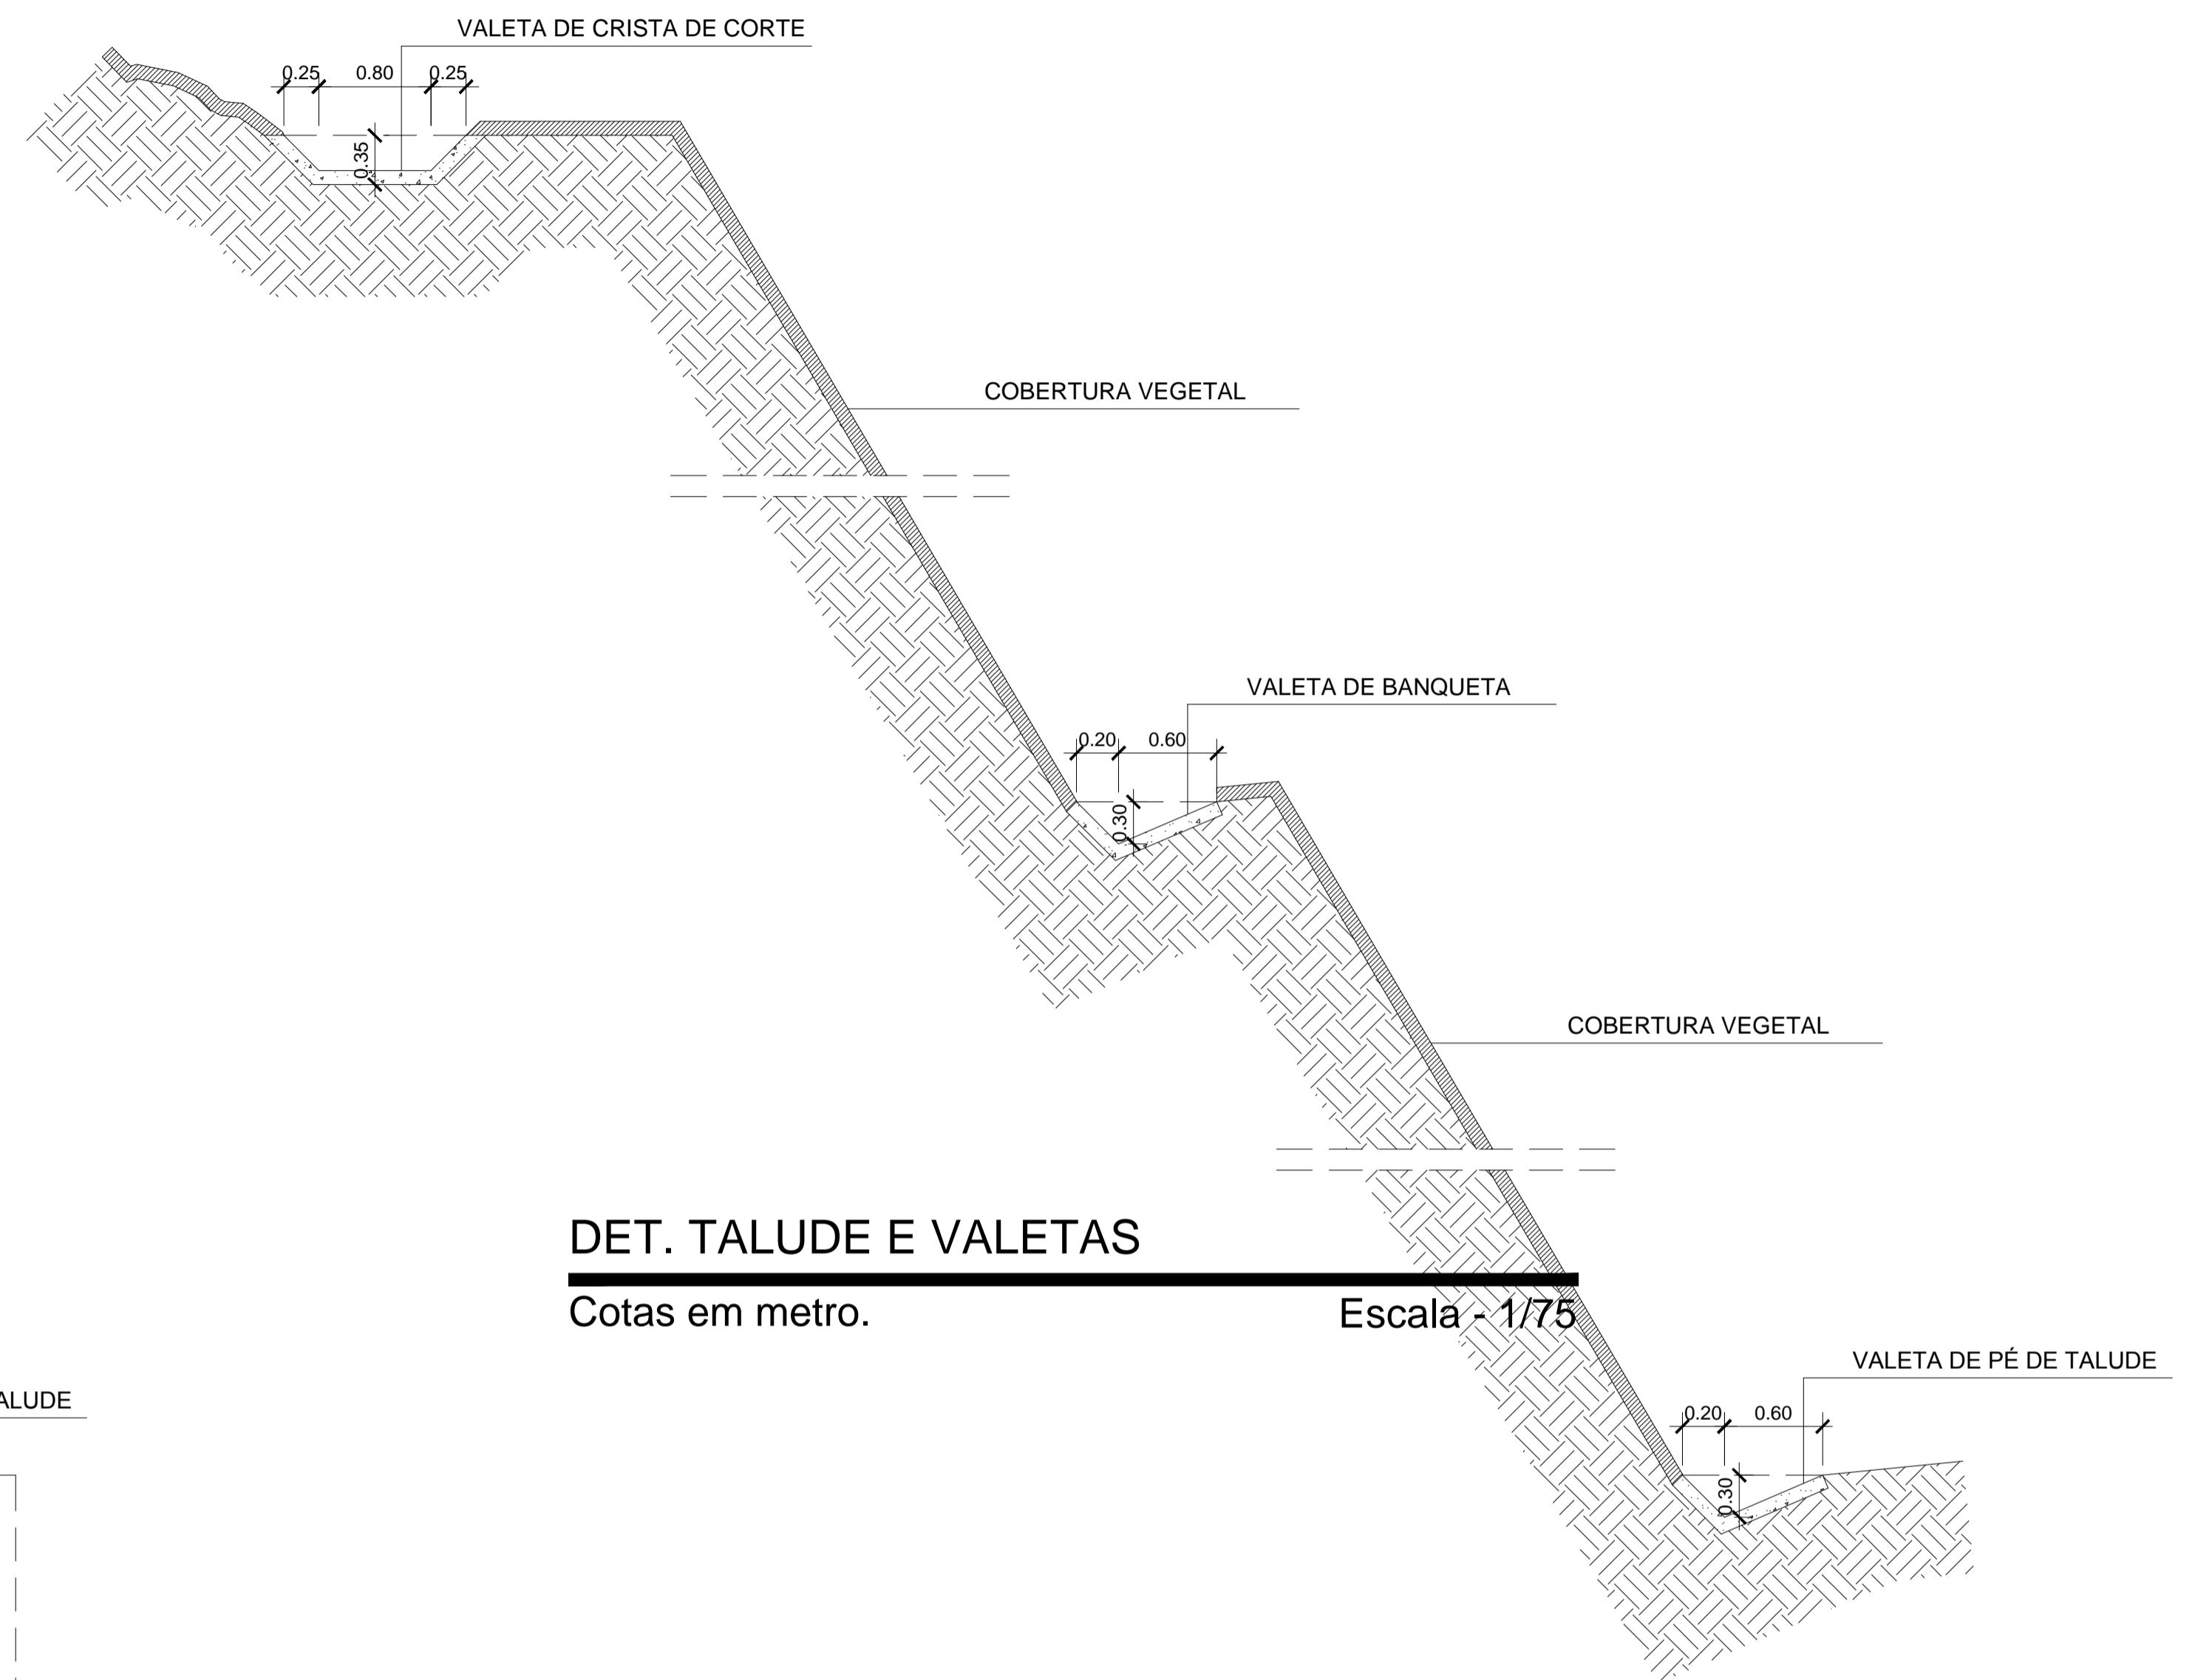 VALETA DE CRISTA DE CORTE
0.25 0.80 0.25
0.35
COBERTURA VEGETAL
VALETA DE BANQUETA
0.20 0.60
0.30
COBERTURA VEGETAL
DET. TALUDE E VALETAS
Cotas em metro. Escala - 1/75
VALETA DE PÉ DE TALUDE
ALUDE
0.20 0.60
0.30